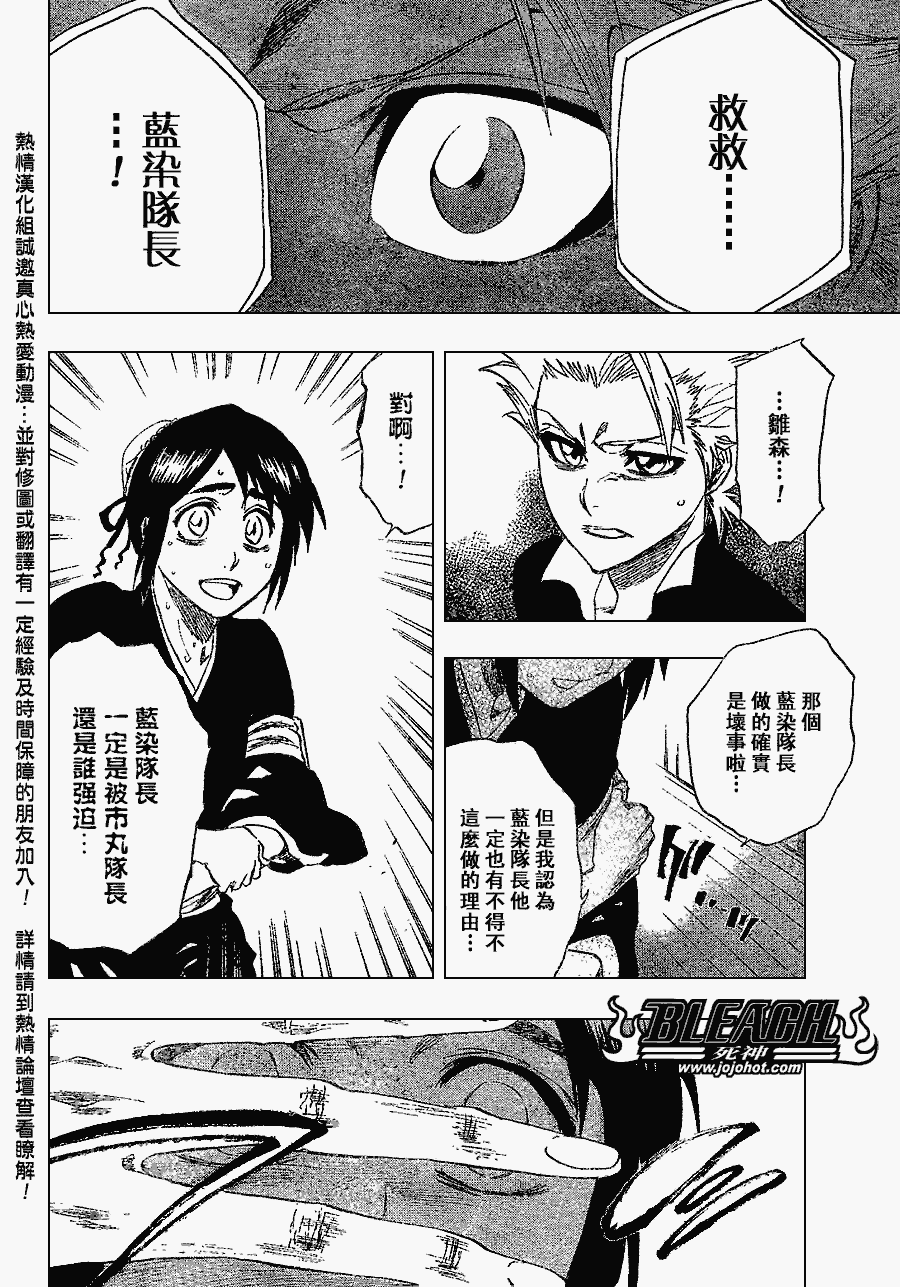 救救……
藍染隊長
…！
…雛森…！
對啊…！
那個
藍染隊長
做的確實
是壞事啦…
但是我認為
藍染隊長他
一定也有不得不
這麼做的理由…
藍染隊長
一定是被市丸隊長
還是誰强迫…
BLEACH
死神
www.jojohot.com
熱情漢化組誠邀真心熱愛動漫…並對修圖或翻譯有一定經驗及時間保障的朋友加入！ 詳情請到熱情論壇查看瞭解！